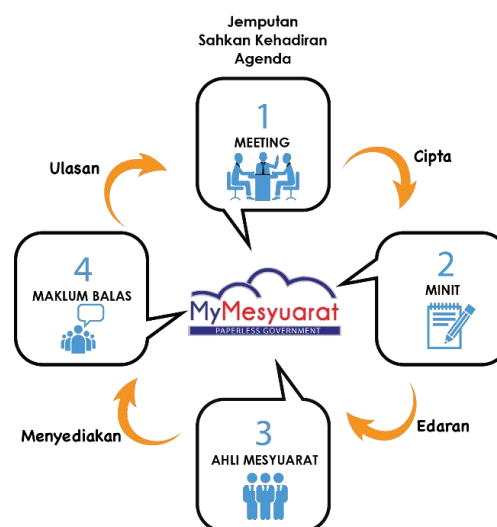 Jemputan
Sahkan Kehadiran
Agenda
1
MEETING
Cipta
2
MINIT
Edaran
3
AHLI MESYUARAT
Menyediakan
4
MAKLUM BALAS
Ulasan
MyMesyuarat
PAPERLESS GOVERNMENT